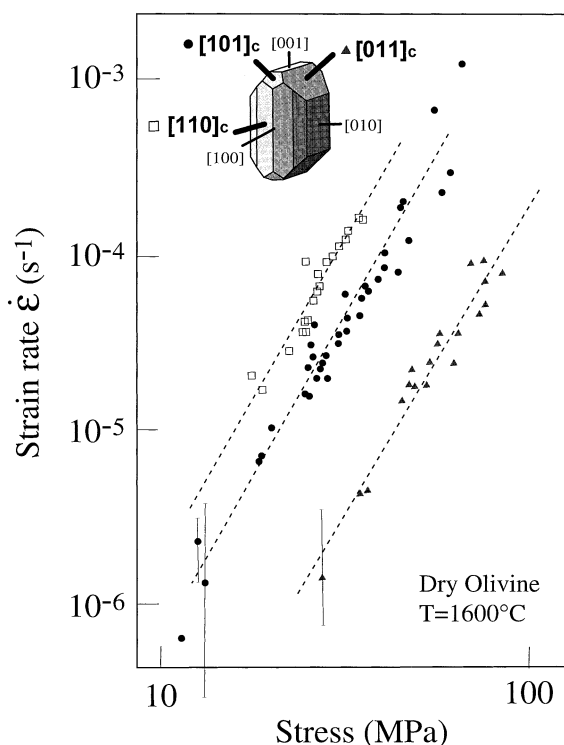 ● [101]c
[001]
▲ [011]c
□ [110]c
[100]
[010]
10⁻³
10⁻⁴
10⁻⁵
10⁻⁶
Strain rate ε̇ (s⁻¹)
Dry Olivine
T=1600°C
10
100
Stress (MPa)